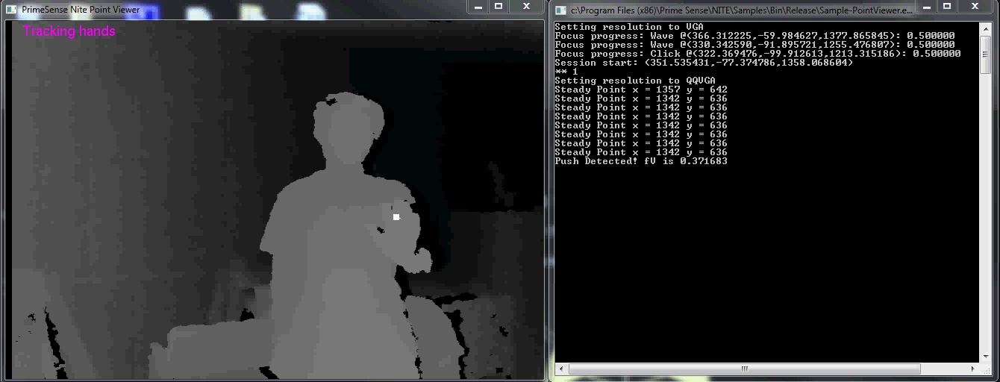 PrimeSense Nite Point Viewer
Tracking hands
c:\Program Files (x86)\Prime Sense\NITE\Samples\Bin\Release\Sample-PointViewer.e...
Setting resolution to VGA
Focus progress: Wave @(366.312225,-59.984627,1377.865845): 0.500000
Focus progress: Wave @(330.342590,-91.895721,1255.476807): 0.500000
Focus progress: Click @(322.369476,-99.912613,1213.315186): 0.500000
Session start: (351.535431,-77.374786,1358.068604)
** 1
Setting resolution to QQVGA
Steady Point x = 1357 y = 642
Steady Point x = 1342 y = 636
Steady Point x = 1342 y = 636
Steady Point x = 1342 y = 636
Steady Point x = 1342 y = 636
Steady Point x = 1342 y = 636
Steady Point x = 1342 y = 636
Steady Point x = 1342 y = 636
Push Detected! fV is 0.371683